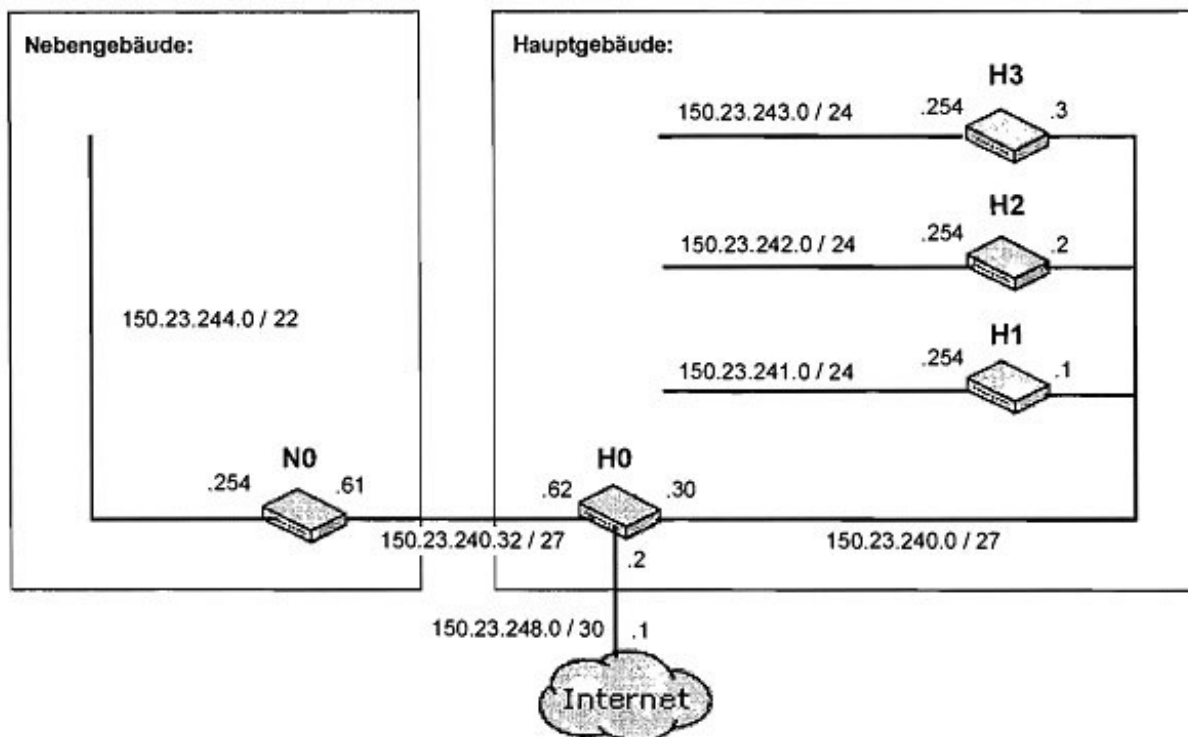 Nebengebäude:
Hauptgebäude:
H3
150.23.243.0 / 24
.254
.3
H2
150.23.242.0 / 24
.254
.2
H1
150.23.241.0 / 24
.254
.1
150.23.244.0 / 22
N0
.254
.61
H0
.62
.30
150.23.240.32 / 27
150.23.240.0 / 27
.2
150.23.248.0 / 30
.1
Internet